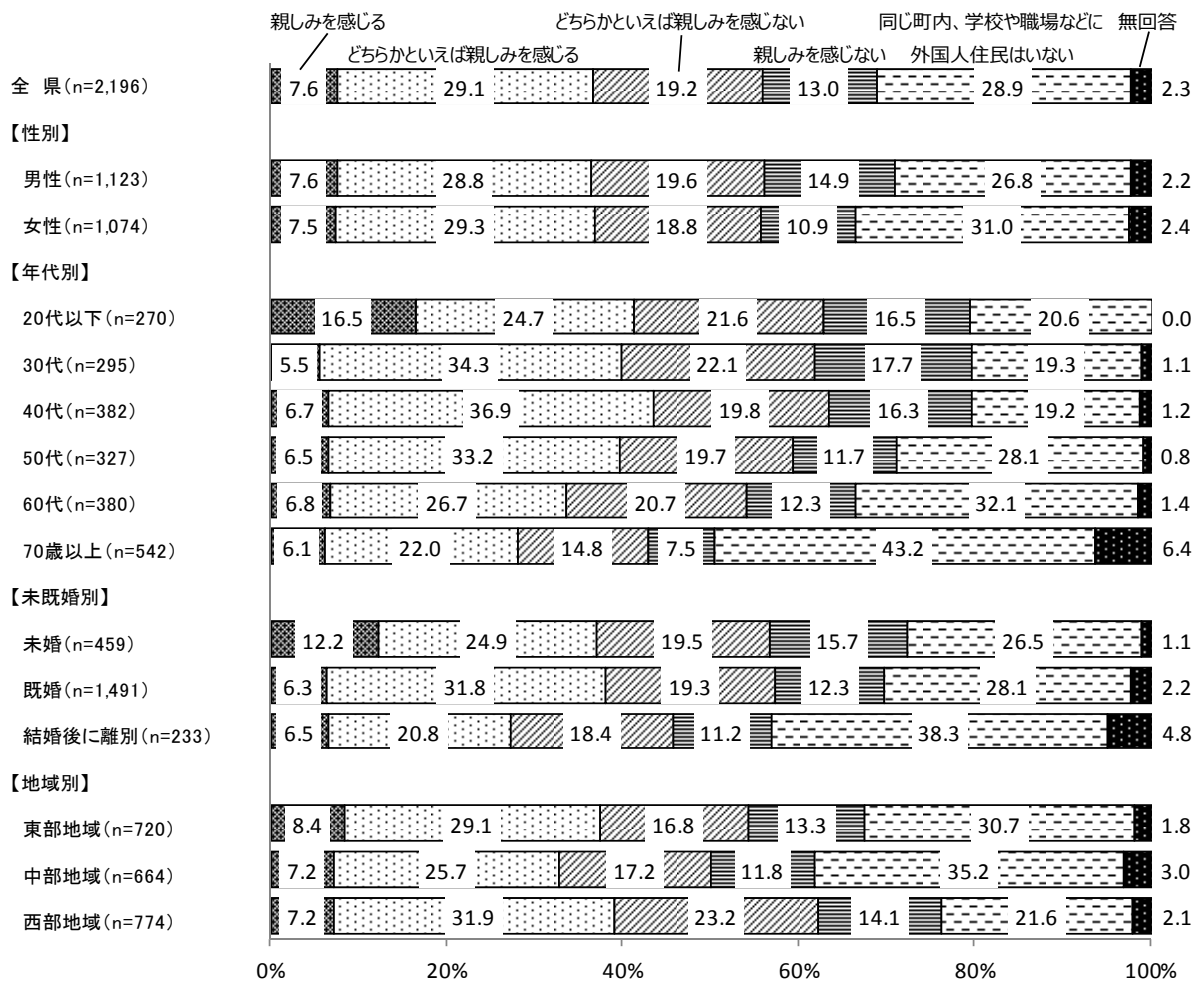 親しみを感じる
どちらかといえば親しみを感じない
同じ町内、学校や職場などに 無回答
どちらかといえば親しみを感じる
親しみを感じない
外国人住民はいない
全 県(n=2,196) 7.6 29.1 19.2 13.0 28.9 2.3
【性別】
男性(n=1,123) 7.6 28.8 19.6 14.9 26.8 2.2
女性(n=1,074) 7.5 29.3 18.8 10.9 31.0 2.4
【年代別】
20代以下(n=270) 16.5 24.7 21.6 16.5 20.6 0.0
30代(n=295) 5.5 34.3 22.1 17.7 19.3 1.1
40代(n=382) 6.7 36.9 19.8 16.3 19.2 1.2
50代(n=327) 6.5 33.2 19.7 11.7 28.1 0.8
60代(n=380) 6.8 26.7 20.7 12.3 32.1 1.4
70歳以上(n=542) 6.1 22.0 14.8 7.5 43.2 6.4
【未既婚別】
未婚(n=459) 12.2 24.9 19.5 15.7 26.5 1.1
既婚(n=1,491) 6.3 31.8 19.3 12.3 28.1 2.2
結婚後に離別(n=233) 6.5 20.8 18.4 11.2 38.3 4.8
【地域別】
東部地域(n=720) 8.4 29.1 16.8 13.3 30.7 1.8
中部地域(n=664) 7.2 25.7 17.2 11.8 35.2 3.0
西部地域(n=774) 7.2 31.9 23.2 14.1 21.6 2.1
0% 20% 40% 60% 80% 100%